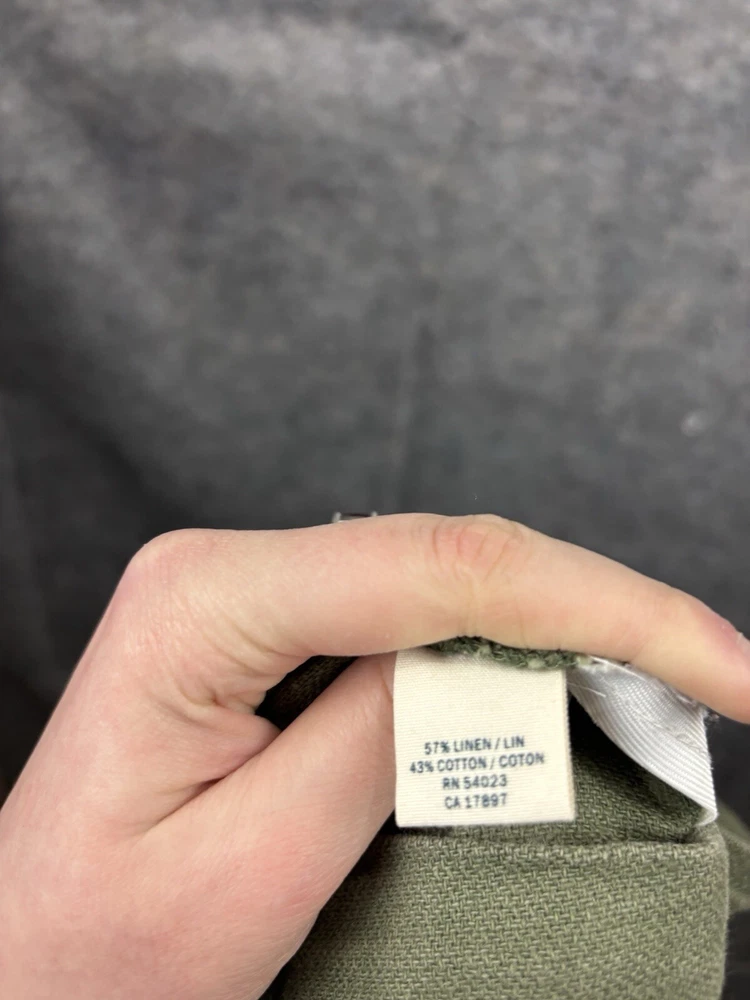 57% LINEN / LIN
43% COTTON / COTON
RN 54023
CA 17897